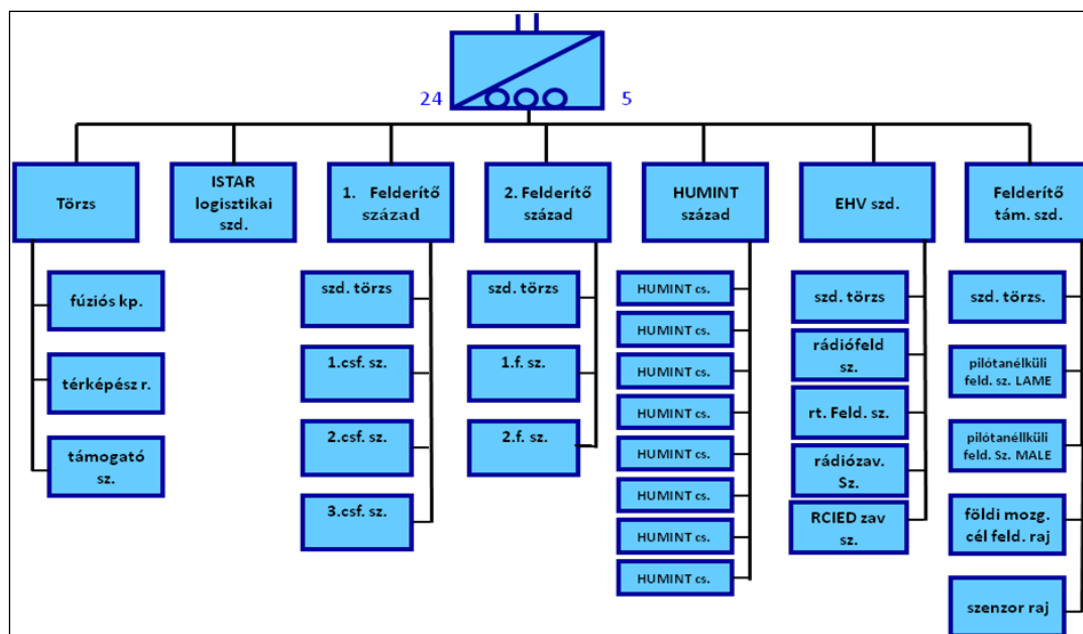 24
5
Törzs
ISTAR
logisztikai
szd.
1. Felderítő
század
2. Felderítő
század
HUMINT
század
EHV szd.
Felderítő
tám. szd.
fúziós kp.
térképész r.
támogató
sz.
szd. törzs
1.csf. sz.
2.csf. sz.
3.csf. sz.
szd. törzs
1.f. sz.
2.f. sz.
HUMINT cs.
HUMINT cs.
HUMINT cs.
HUMINT cs.
HUMINT cs.
HUMINT cs.
HUMINT cs.
HUMINT cs.
szd. törzs
rádiófeld
sz.
rt. Feld. sz.
rádiózav.
Sz.
RCIED zav
sz.
szd. törzs.
pilótanélküli
feld. sz. LAME
pilótanéllküli
feld. Sz. MALE
földi mozg.
cél feld. raj
szenzor raj